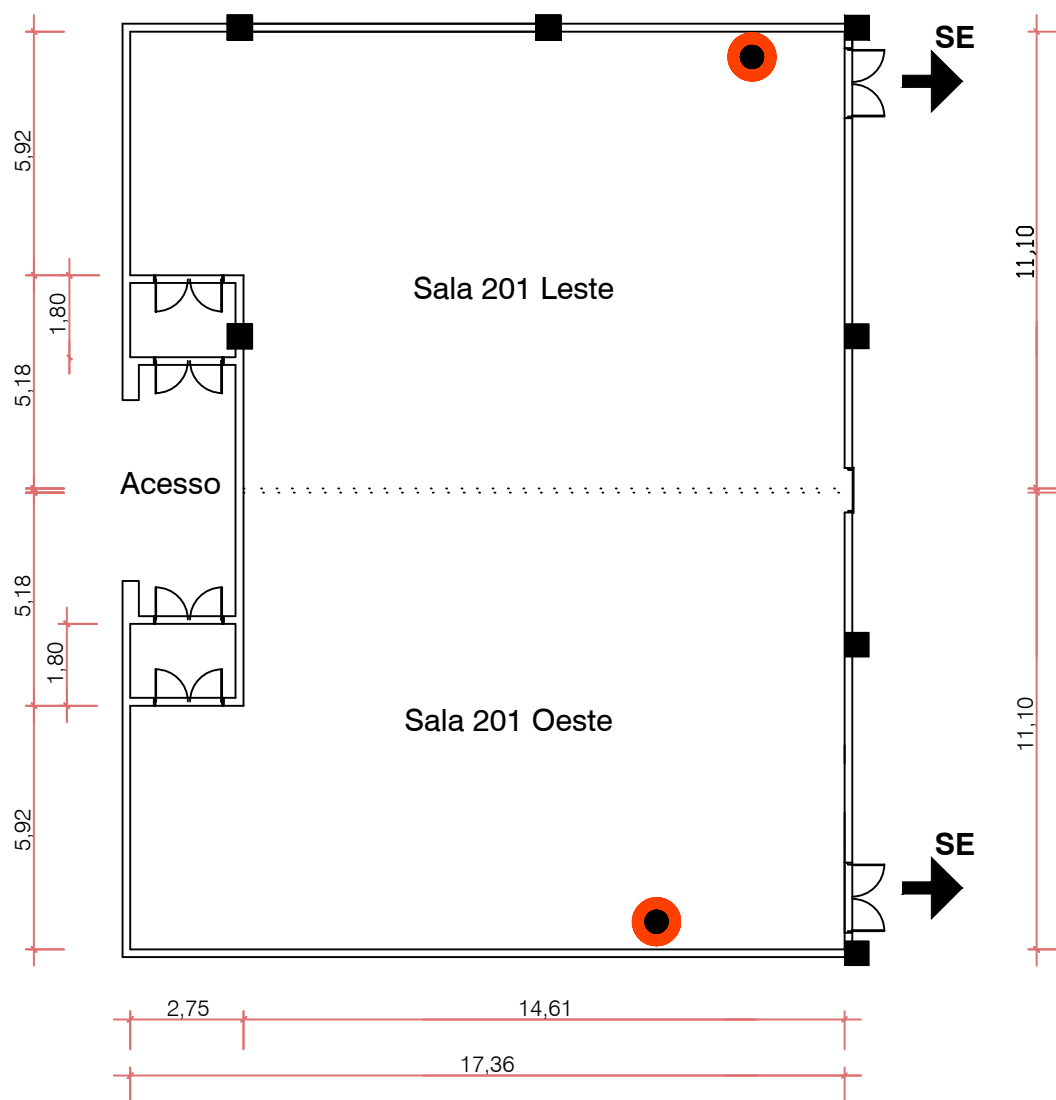 SE
5,92
11,10
Sala 201 Leste
1,80
5,18
Acesso
5,18
1,80
Sala 201 Oeste
11,10
5,92
SE
2,75
14,61
17,36